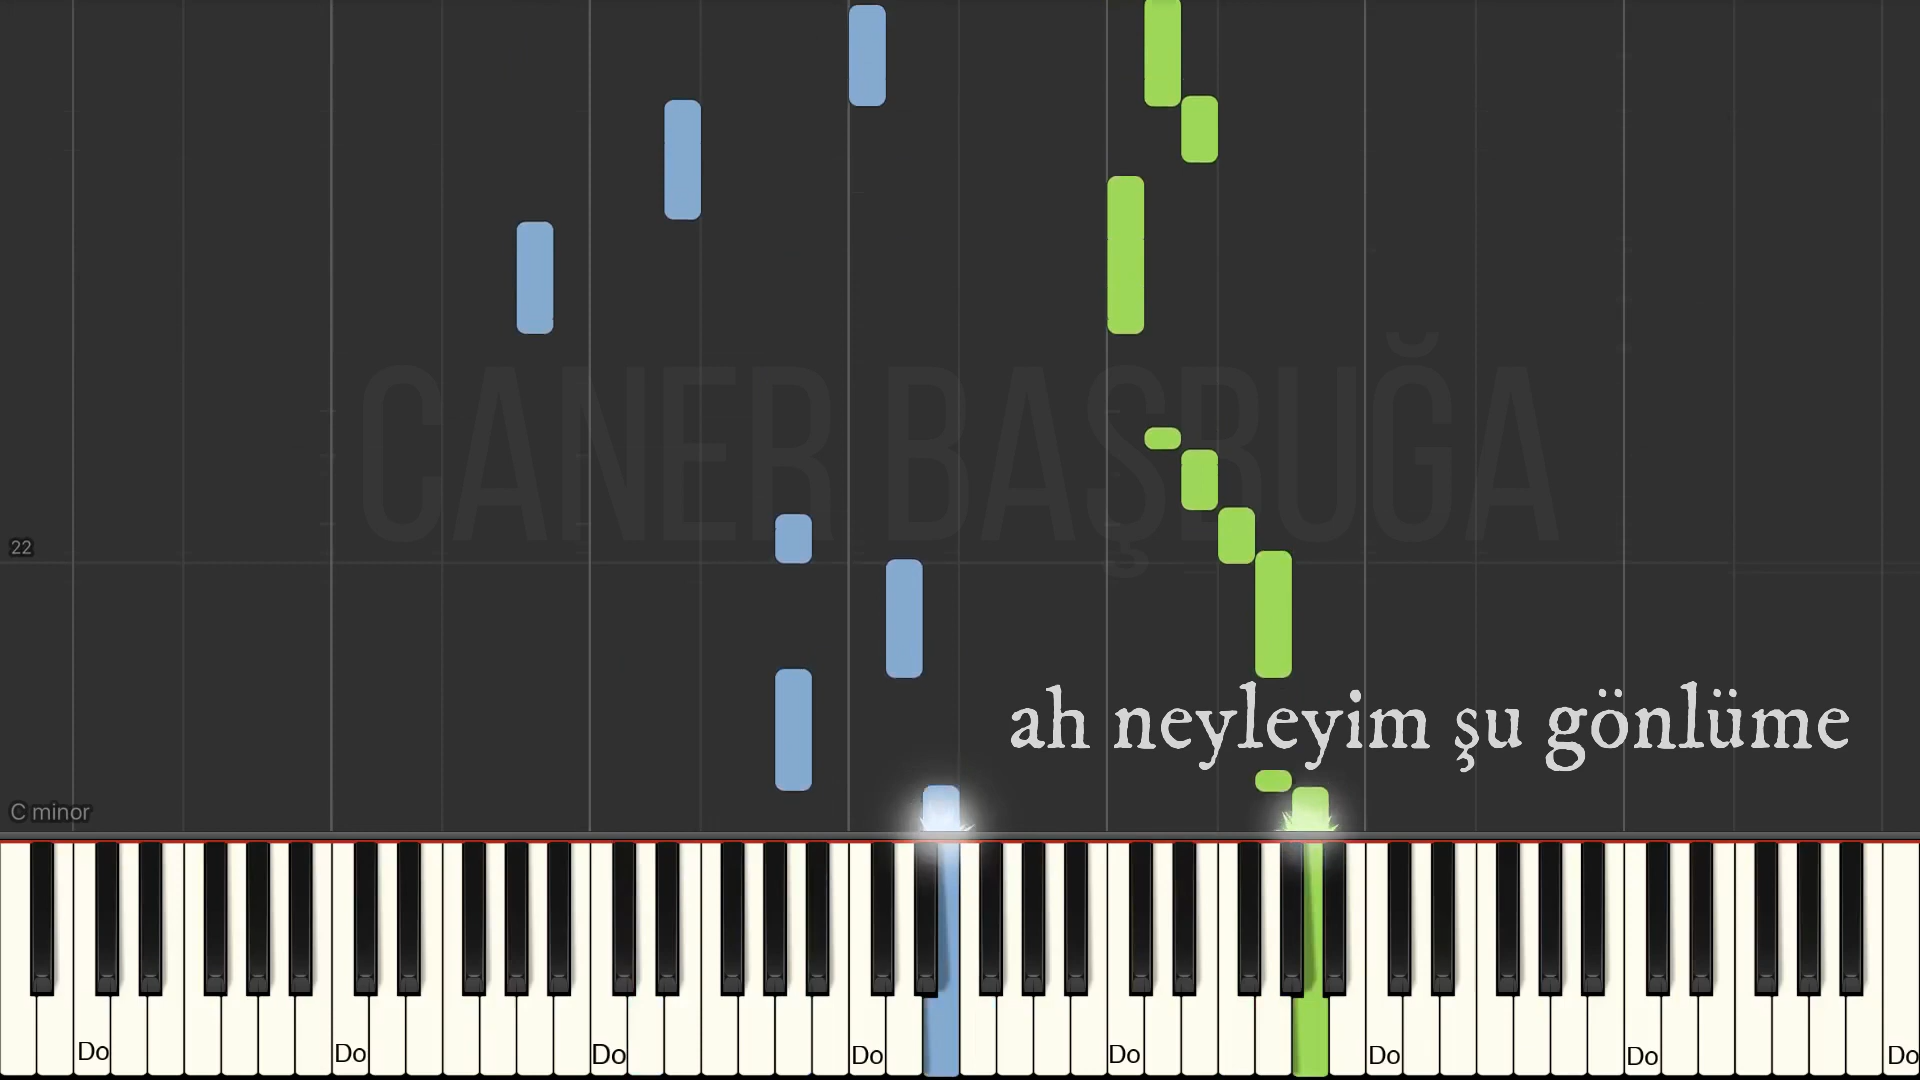 CANER BAŞBUĞA
22
ah neyleyim şu gönlüme
C minor
Do Do Do Do Do Do Do Do